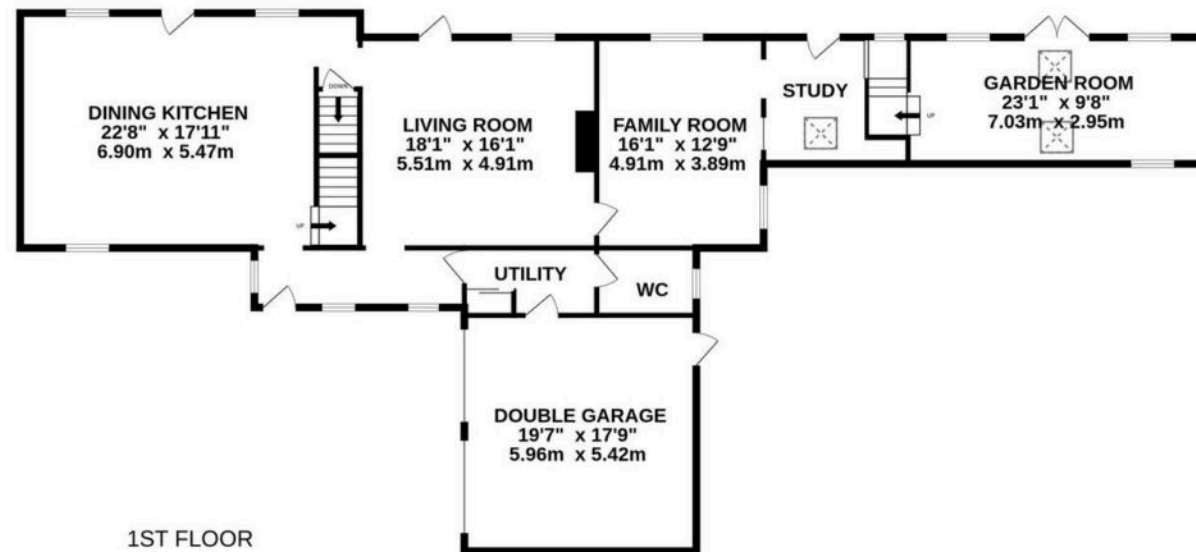 DINING KITCHEN
22'8" x 17'11"
6.90m x 5.47m
DOWN
UP
LIVING ROOM
18'1" x 16'1"
5.51m x 4.91m
FAMILY ROOM
16'1" x 12'9"
4.91m x 3.89m
STUDY
UP
GARDEN ROOM
23'1" x 9'8"
7.03m x 2.95m
UTILITY
WC
DOUBLE GARAGE
19'7" x 17'9"
5.96m x 5.42m
1ST FLOOR